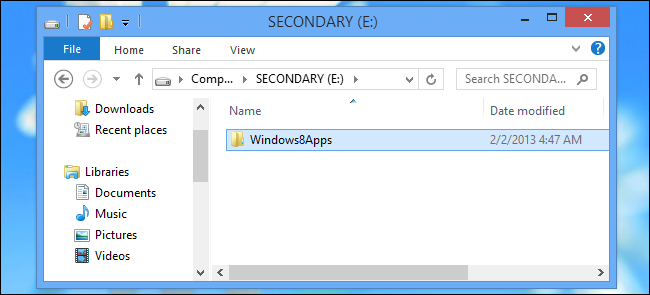 SECONDARY (E:)
File Home Share View
Comp... SECONDARY (E:) Search SECONDA...
Downloads
Recent places
Libraries
Documents
Music
Pictures
Videos
Name Date modified
Windows8Apps 2/2/2013 4:47 AM